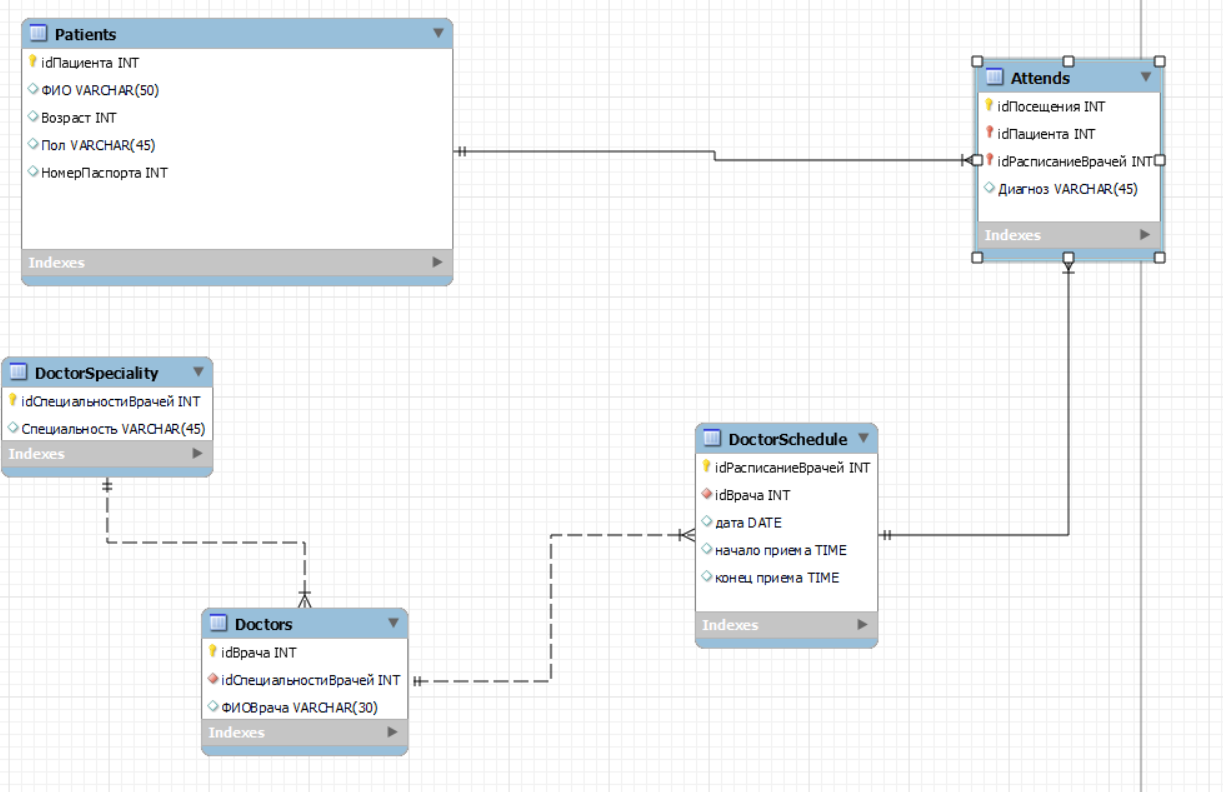 Patients
idПациента INT
ФИО VARCHAR(50)
Возраст INT
Пол VARCHAR(45)
НомерПаспорта INT
Indexes
Attends
idПосещения INT
idПациента INT
idРасписаниеВрачей INT
Диагноз VARCHAR(45)
Indexes
DoctorSpeciality
idСпециальностиВрачей INT
Специальность VARCHAR(45)
Indexes
DoctorSchedule
idРасписаниеВрачей INT
idВрача INT
дата DATE
начало приема TIME
конец приема TIME
Indexes
Doctors
idВрача INT
idСпециальностиВрачей INT
ФИОВрача VARCHAR(30)
Indexes